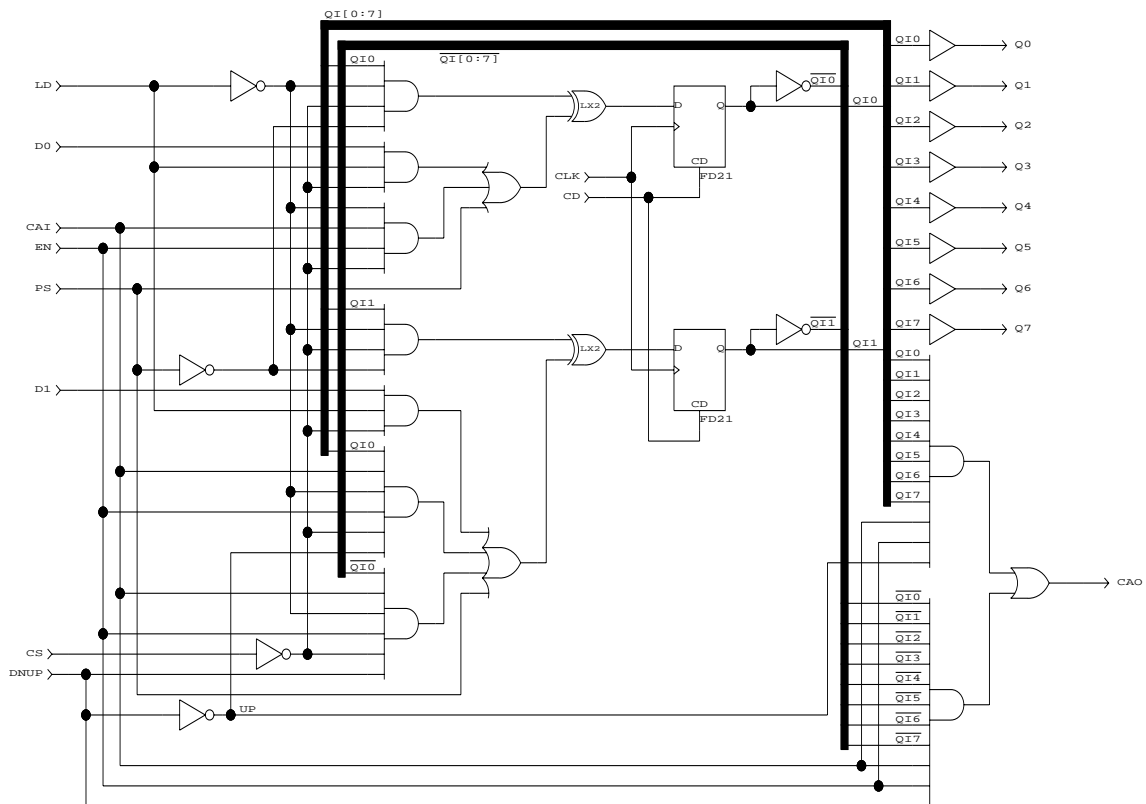 QI[0:7]
QI[0:7]
LD
D0
CAI
EN
PS
D1
CS
DNUP
UP
QI0
QI1
QI0
QI0
LX2
D
Q
CD
FD21
CLK
CD
LX2
D
Q
CD
FD21
QI0
QI0
QI1
QI1
QI0
Q0
QI1
Q1
QI2
Q2
QI3
Q3
QI4
Q4
QI5
Q5
QI6
Q6
QI7
Q7
QI0
QI1
QI2
QI3
QI4
QI5
QI6
QI7
QI0
QI1
QI2
QI3
QI4
QI5
QI6
QI7
CAO